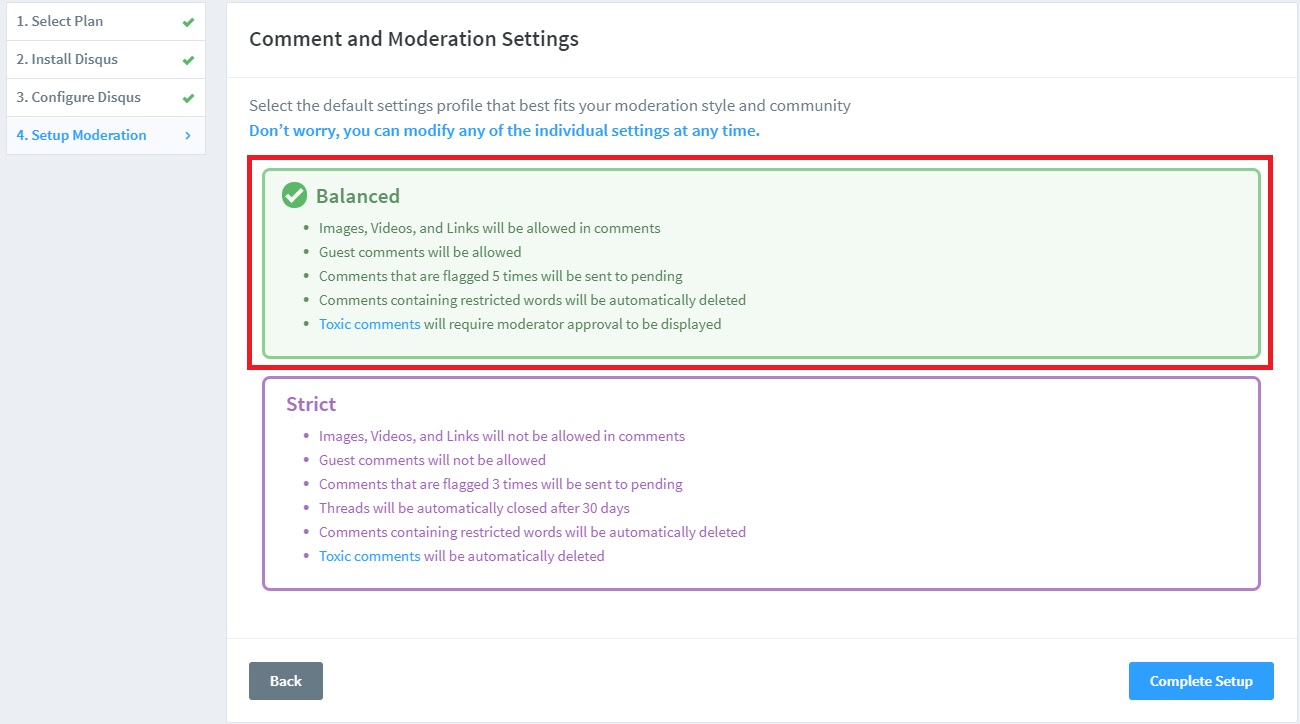 1. Select Plan
2. Install Disqus
3. Configure Disqus
4. Setup Moderation
Comment and Moderation Settings
Select the default settings profile that best fits your moderation style and community
Don't worry, you can modify any of the individual settings at any time.
Balanced
• Images, Videos, and Links will be allowed in comments
• Guest comments will be allowed
• Comments that are flagged 5 times will be sent to pending
• Comments containing restricted words will be automatically deleted
• Toxic comments will require moderator approval to be displayed
Strict
• Images, Videos, and Links will not be allowed in comments
• Guest comments will not be allowed
• Comments that are flagged 3 times will be sent to pending
• Threads will be automatically closed after 30 days
• Comments containing restricted words will be automatically deleted
• Toxic comments will be automatically deleted
Back
Complete Setup